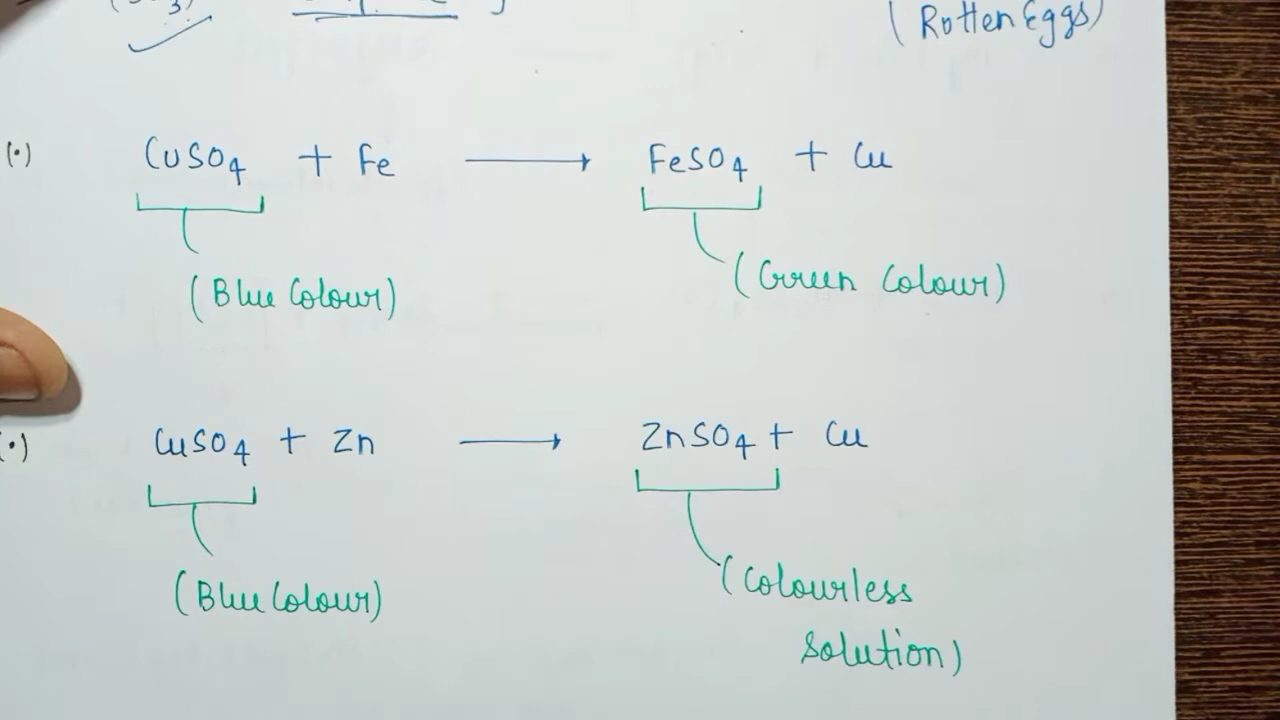 (Rotten Eggs)
(•) CuSO4 + Fe ⟶ FeSO4 + Cu
(Blue Colour) (Green Colour)
(•) CuSO4 + Zn ⟶ ZnSO4 + Cu
(Blue Colour) (Colourless
Solution)